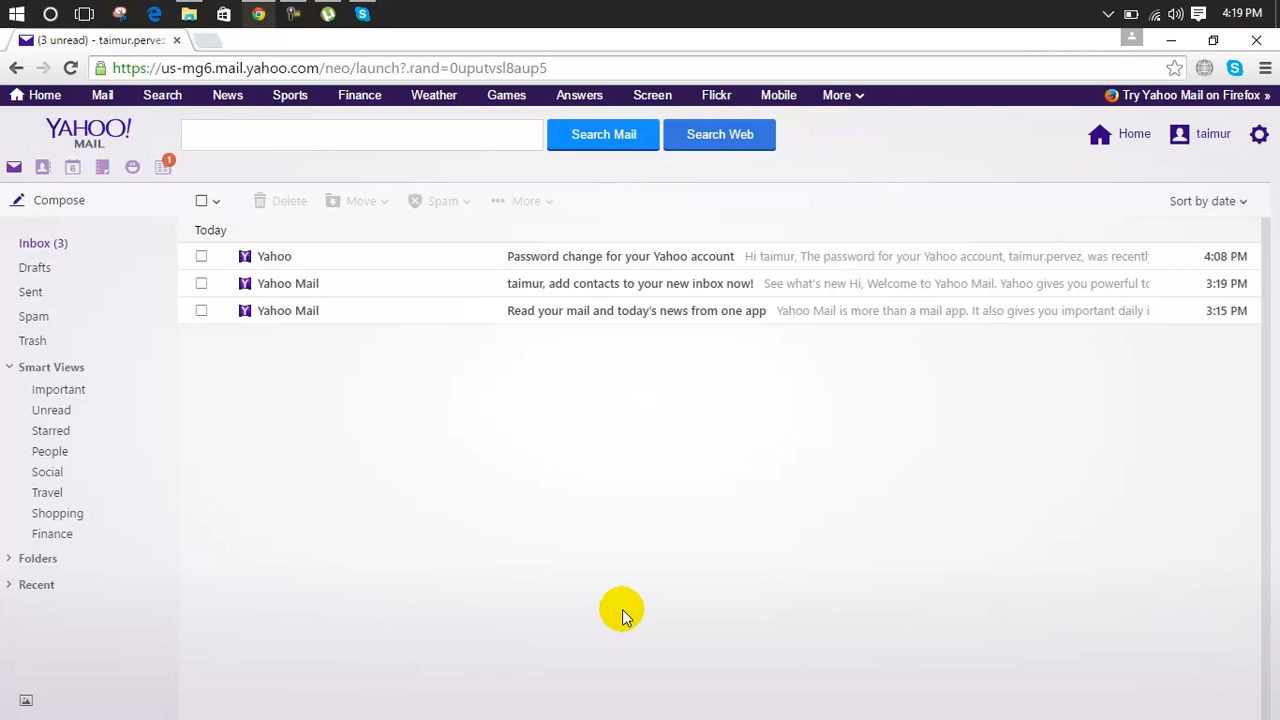 4:19 PM
(3 unread) - taimur.pervez
https://us-mg6.mail.yahoo.com/neo/launch?.rand=0uputvsl8aup5
Home Mail Search News Sports Finance Weather Games Answers Screen Flickr Mobile More Try Yahoo Mail on Firefox »
YAHOO!
MAIL
Search Mail Search Web Home taimur
6 1
Compose Delete Move Spam More Sort by date
Today
Inbox (3)
Drafts
Sent
Spam
Trash
Smart Views
Important
Unread
Starred
People
Social
Travel
Shopping
Finance
Folders
Recent
Yahoo Password change for your Yahoo account Hi taimur, The password for your Yahoo account, taimur.pervez, was recently 4:08 PM
Yahoo Mail taimur, add contacts to your new inbox now! See what's new Hi, Welcome to Yahoo Mail. Yahoo gives you powerful to 3:19 PM
Yahoo Mail Read your mail and today's news from one app Yahoo Mail is more than a mail app. It also gives you important daily i 3:15 PM